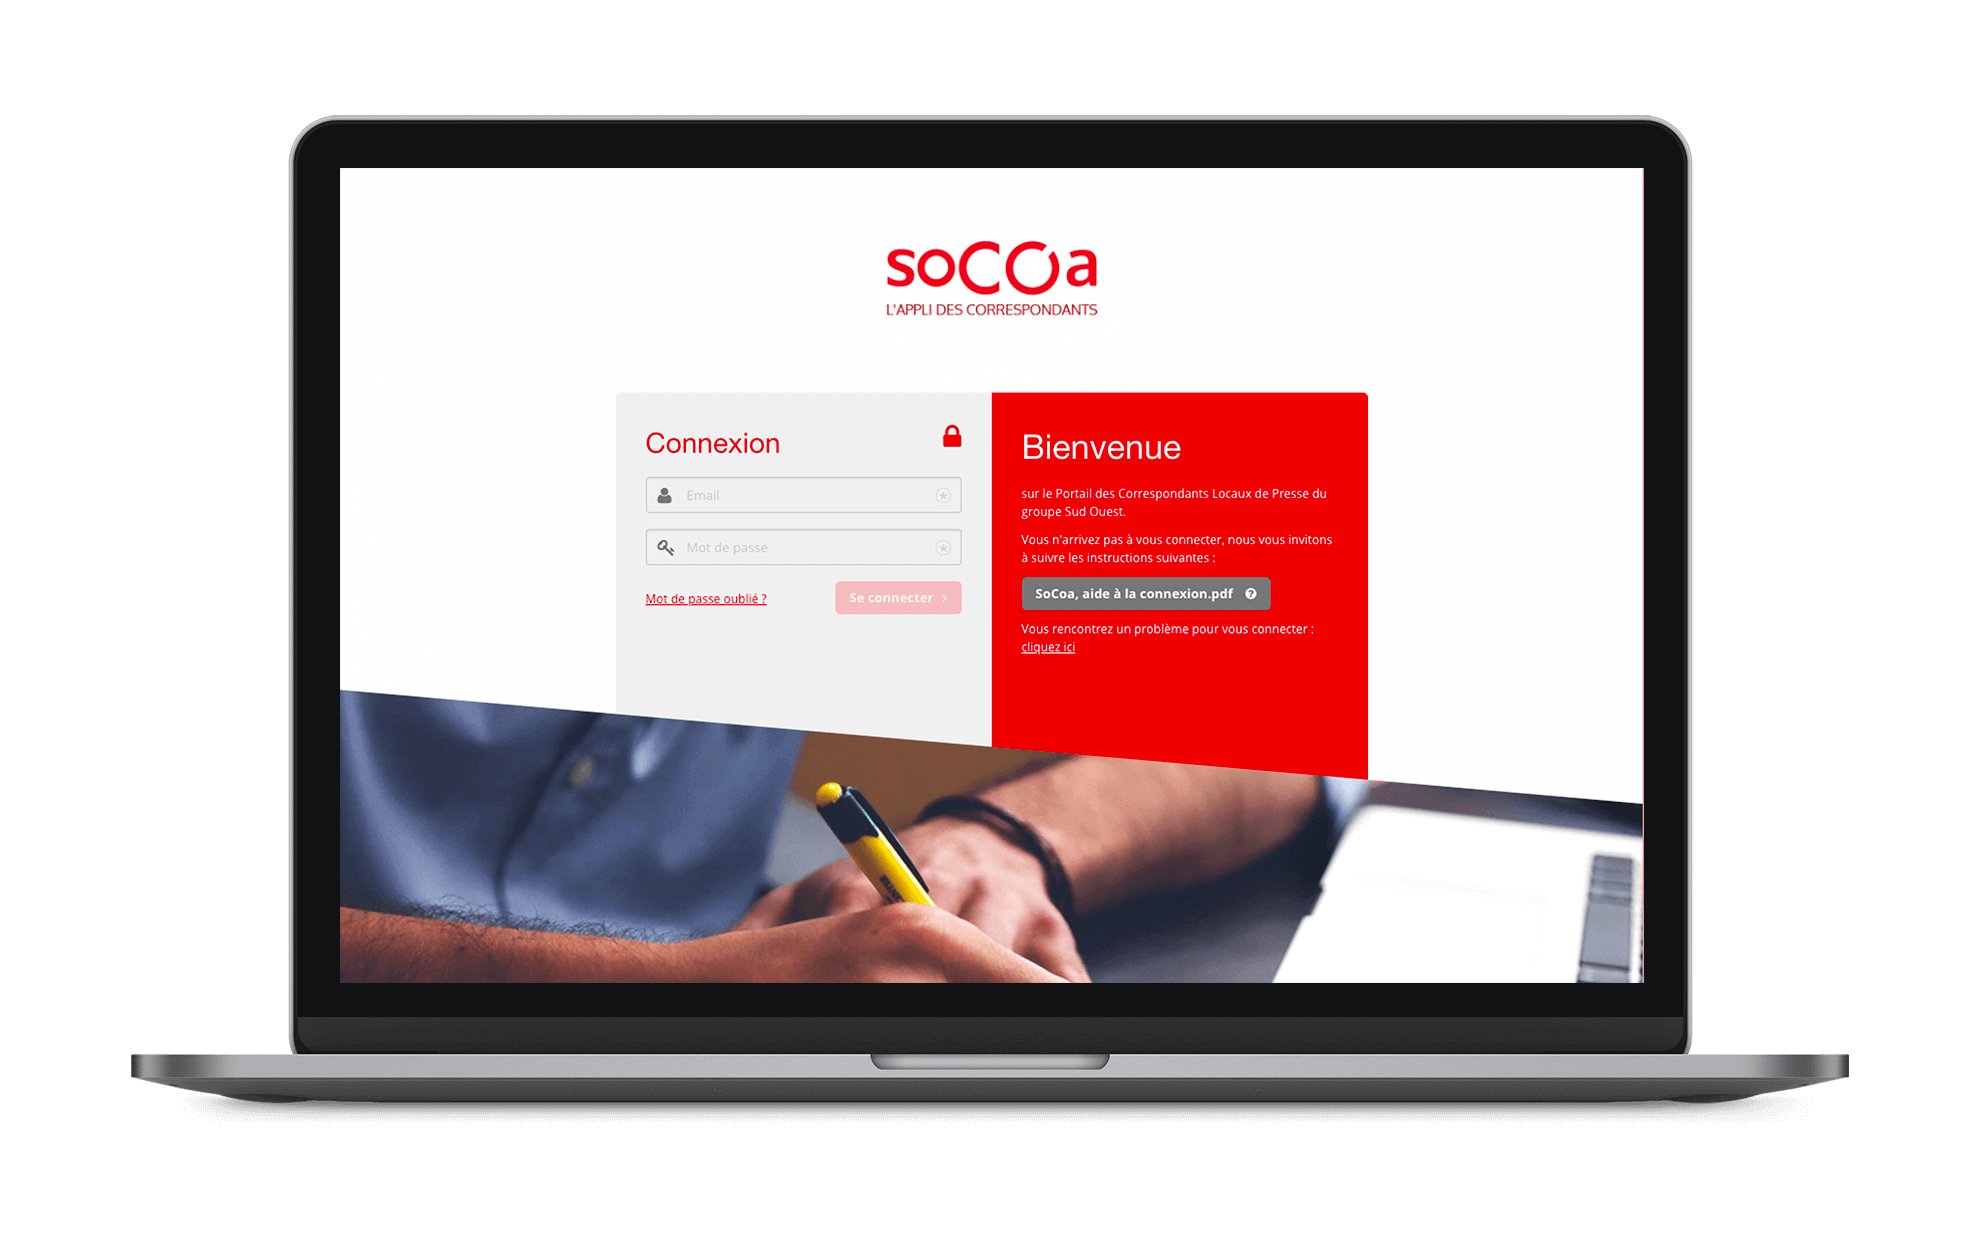 soCOa
L'APPLI DES CORRESPONDANTS
Connexion
Email
Mot de passe
Mot de passe oublié ?
Se connecter
Bienvenue
sur le Portail des Correspondants Locaux de Presse du
groupe Sud Ouest.
Vous n'arrivez pas à vous connecter, nous vous invitons
à suivre les instructions suivantes :
SoCoa, aide à la connexion.pdf
Vous rencontrez un problème pour vous connecter :
cliquez ici